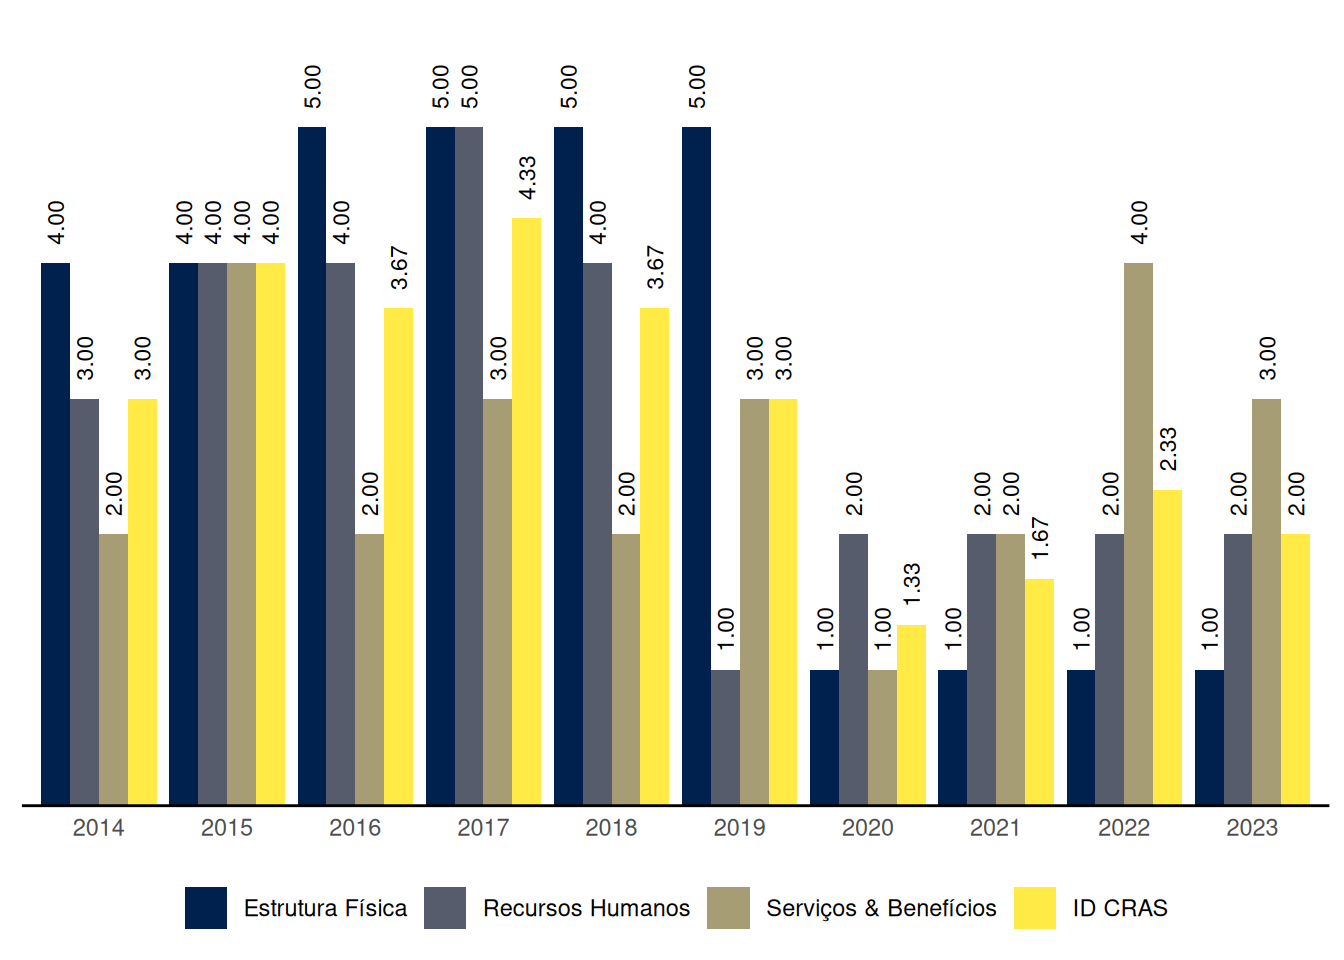 4.00 3.00 2.00 3.00
4.00 4.00 4.00 4.00
5.00 4.00 2.00 3.67
5.00 5.00 3.00 4.33
5.00 4.00 2.00 3.67
5.00 1.00 3.00 3.00
1.00 2.00 1.00 1.33
1.00 2.00 2.00 1.67
1.00 2.00 4.00 2.33
1.00 2.00 3.00 2.00
2014 2015 2016 2017 2018 2019 2020 2021 2022 2023
Estrutura Física Recursos Humanos Serviços & Benefícios ID CRAS